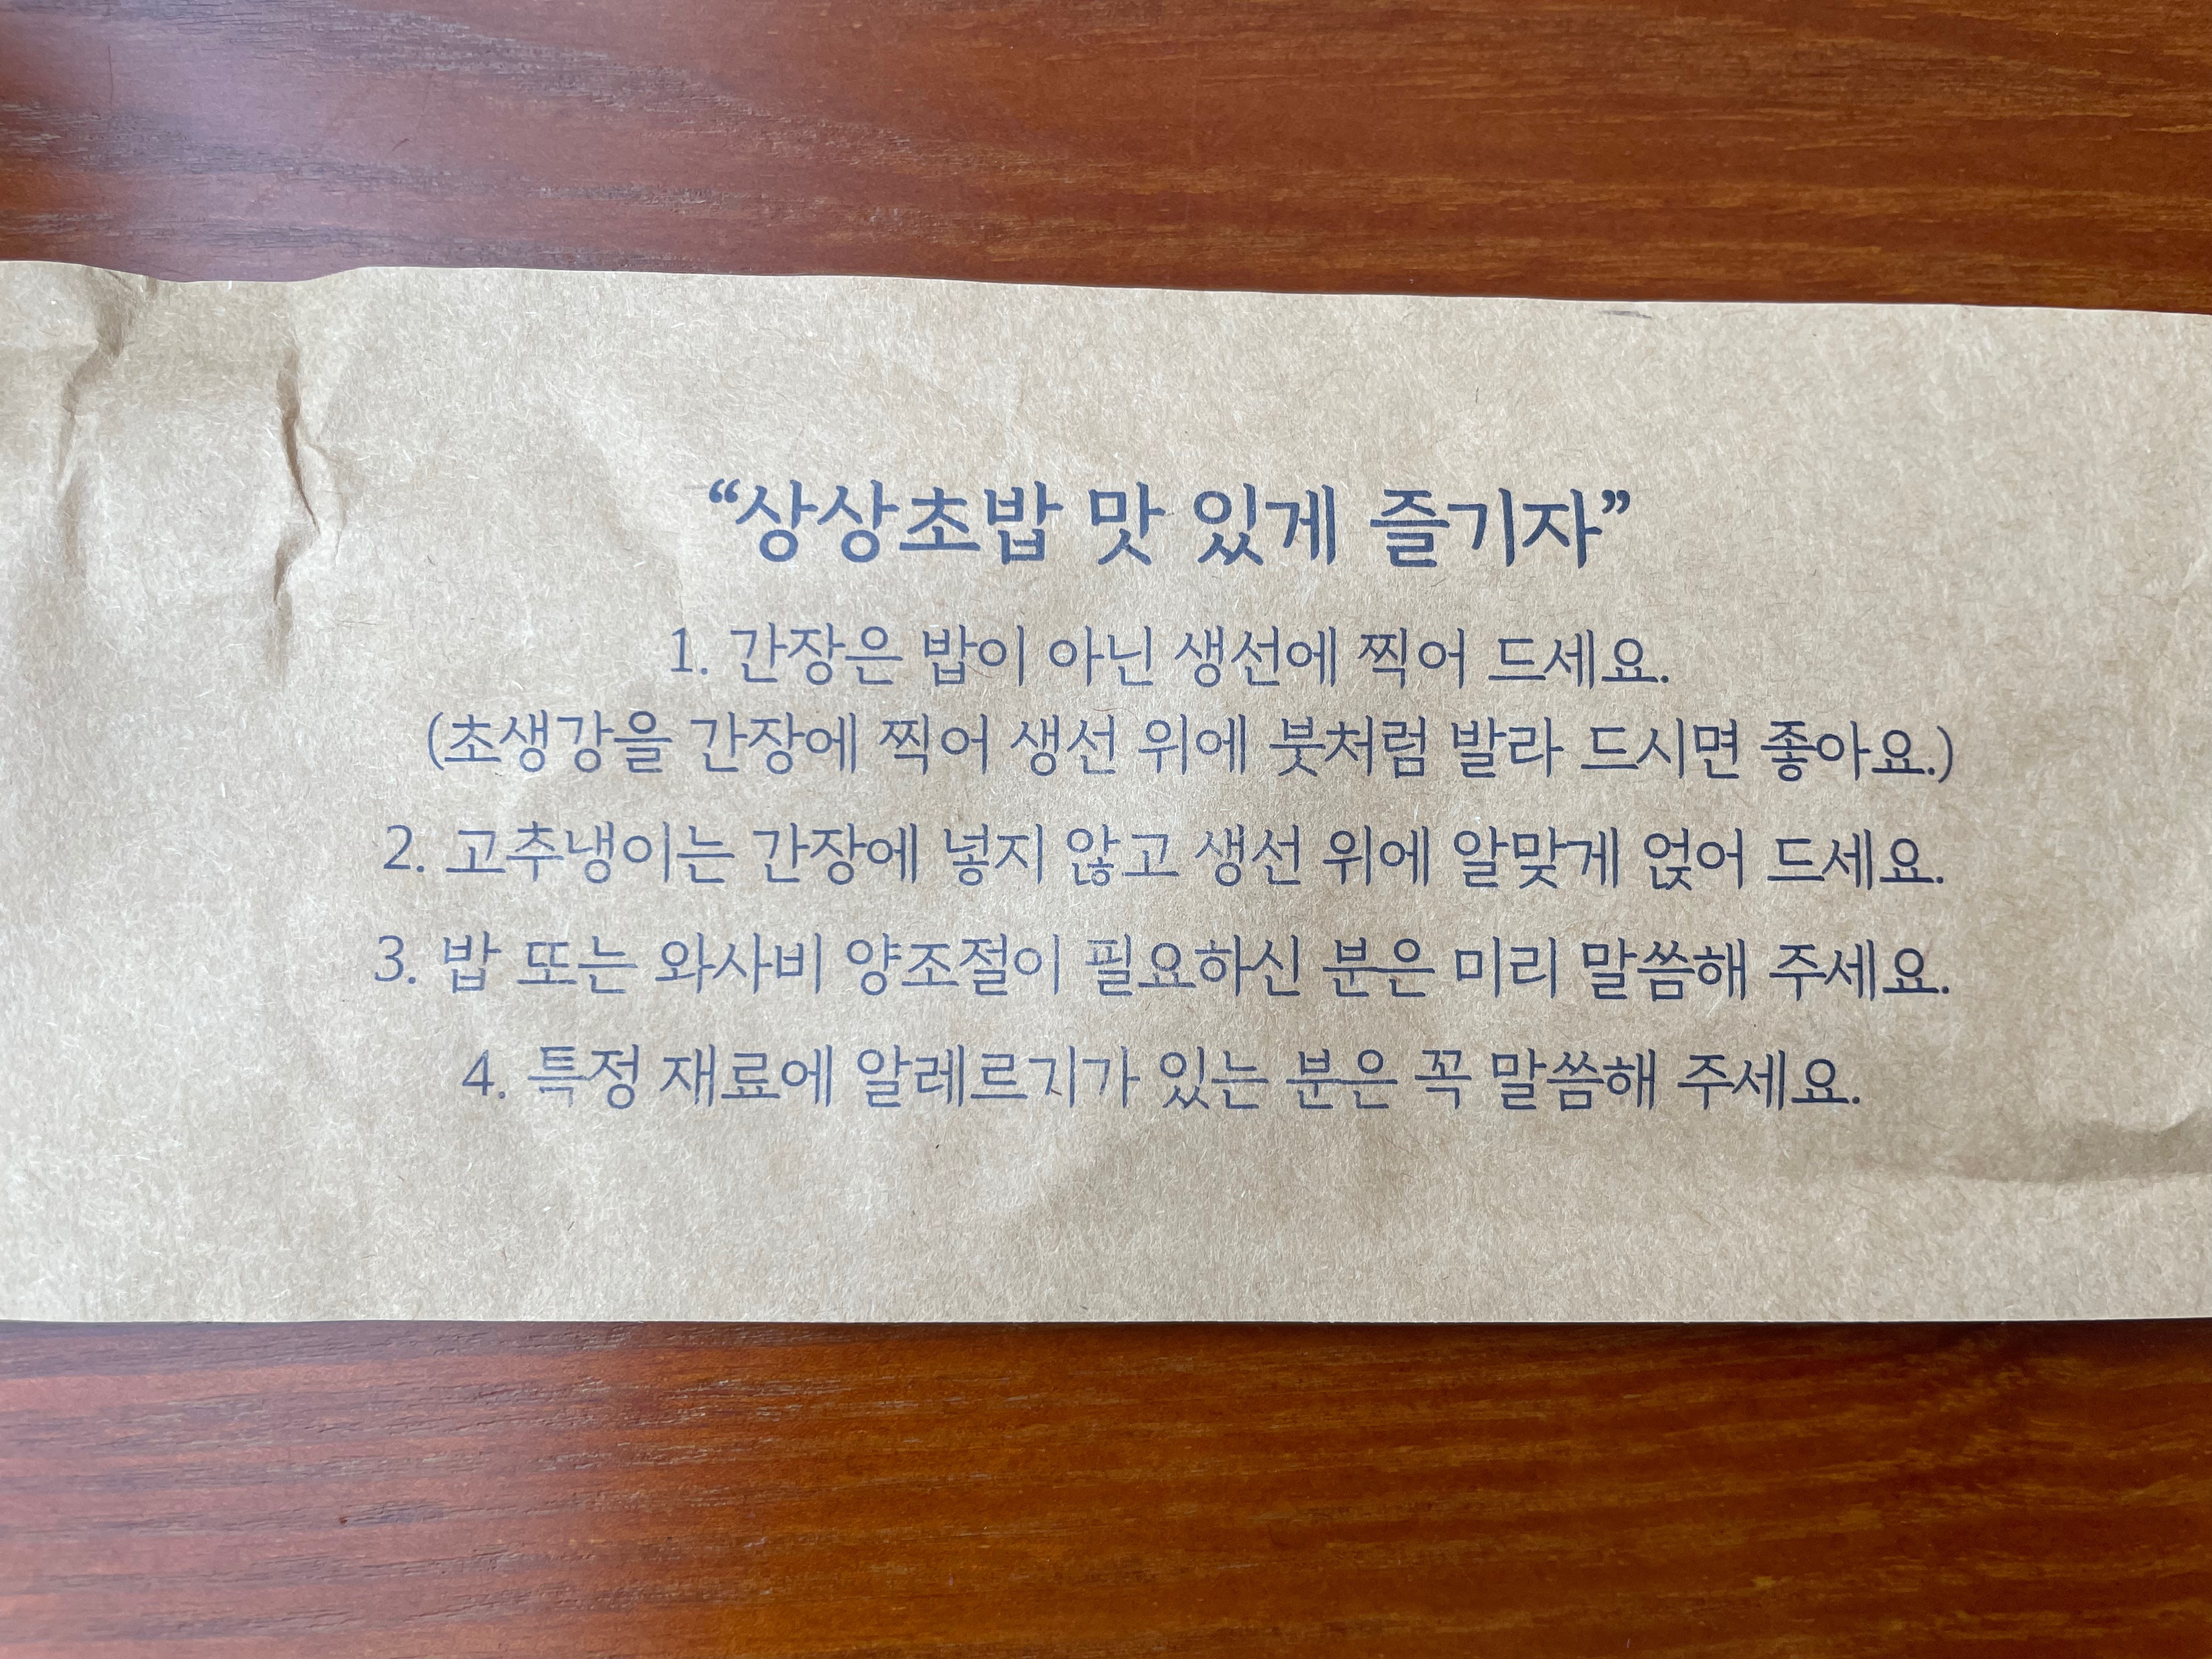 “상상초밥 맛 있게 즐기자”
1. 간장은 밥이 아닌 생선에 찍어 드세요.
(초생강을 간장에 찍어 생선 위에 붓처럼 발라 드시면 좋아요.)
2. 고추냉이는 간장에 넣지 않고 생선 위에 알맞게 얹어 드세요.
3. 밥 또는 와사비 양조절이 필요하신 분은 미리 말씀해 주세요.
4. 특정 재료에 알레르기가 있는 분은 꼭 말씀해 주세요.